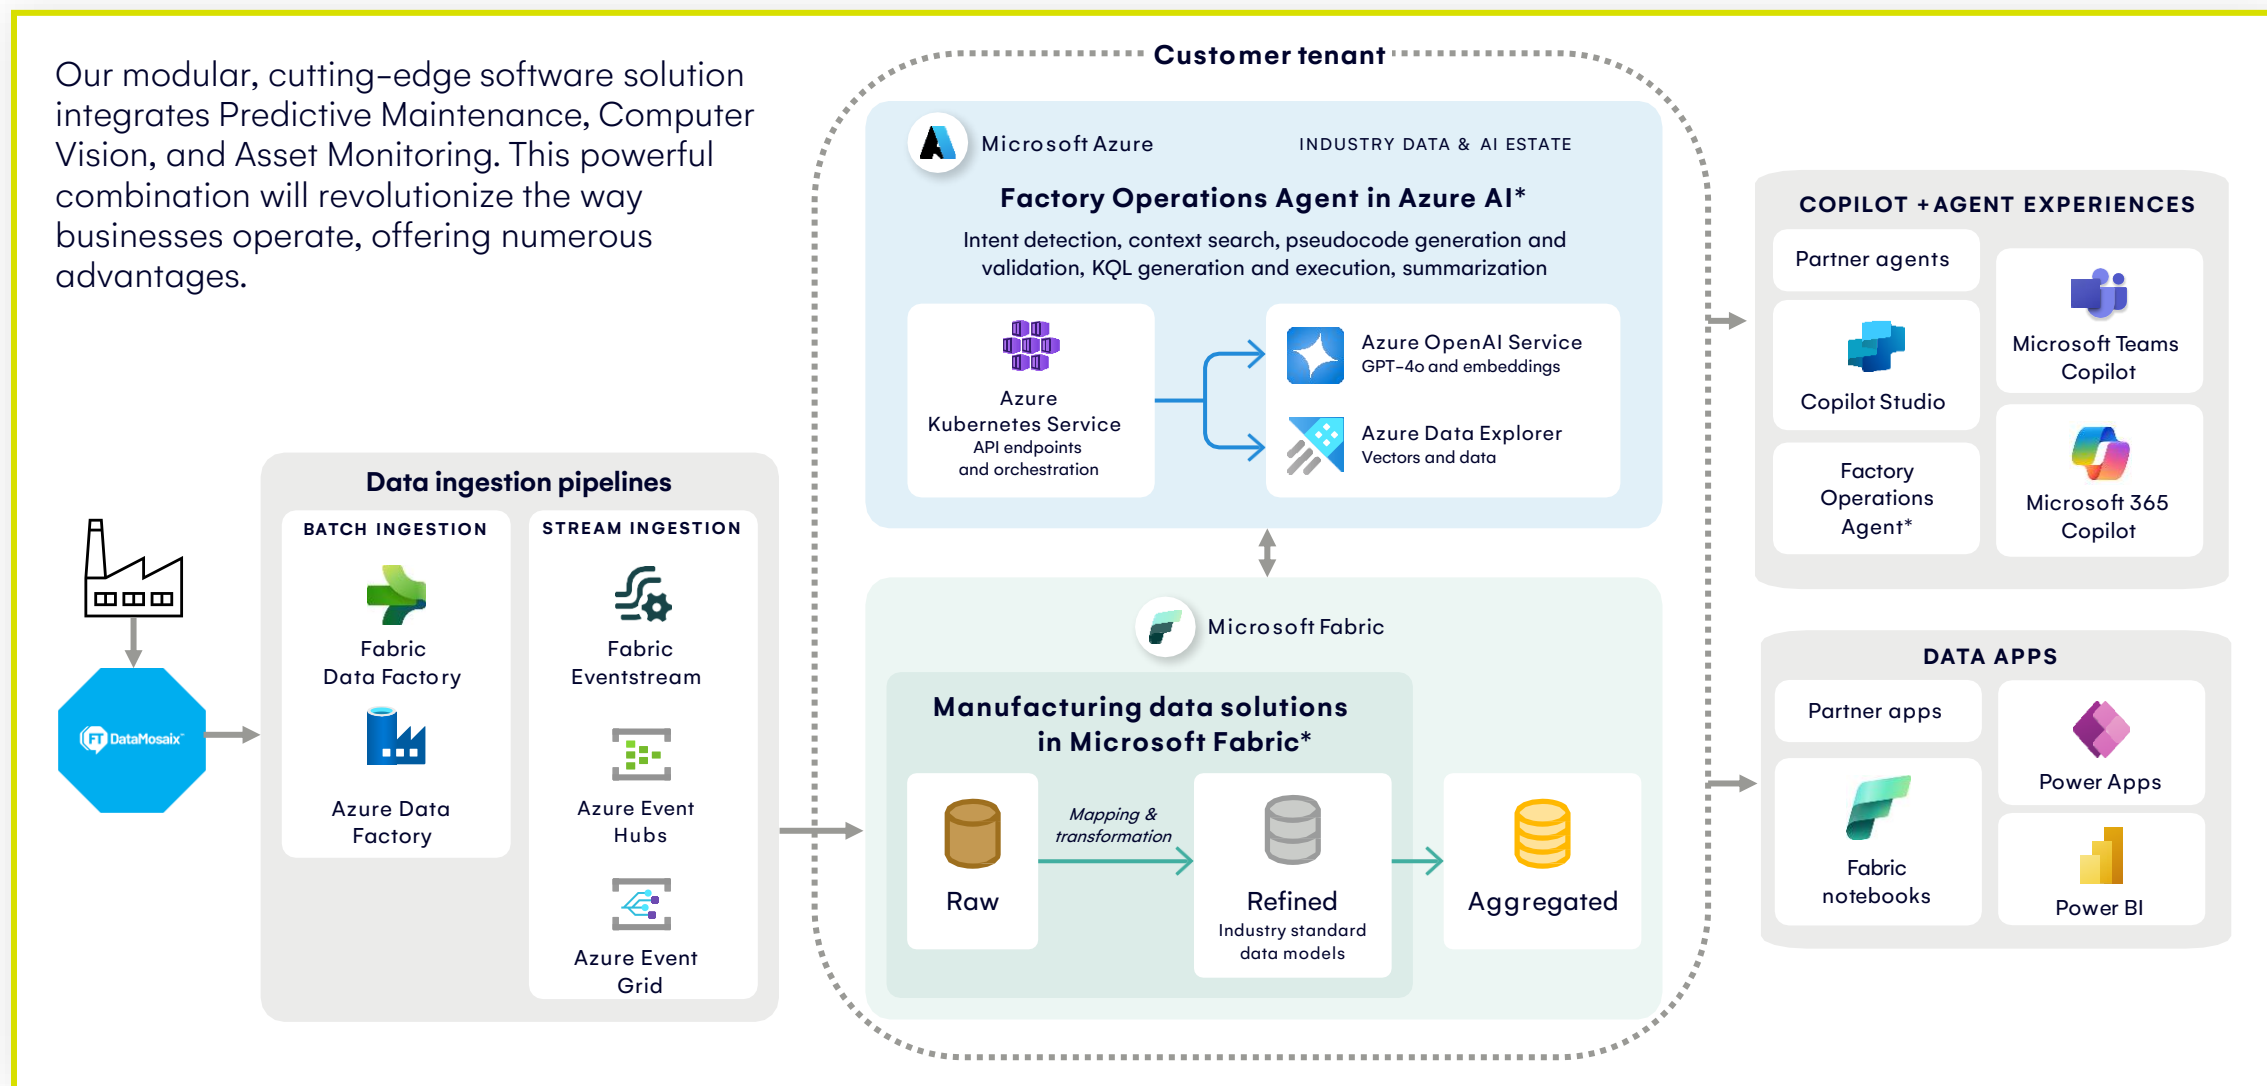 Our modular, cutting-edge software solution
integrates Predictive Maintenance, Computer
Vision, and Asset Monitoring. This powerful
combination will revolutionize the way
businesses operate, offering numerous
advantages.
FT DataMosaix™
Data ingestion pipelines
BATCH INGESTION
Fabric
Data Factory
Azure Data
Factory
STREAM INGESTION
Fabric
Eventstream
Azure Event
Hubs
Azure Event
Grid
Customer tenant
Microsoft Azure
INDUSTRY DATA & AI ESTATE
Factory Operations Agent in Azure AI*
Intent detection, context search, pseudocode generation and
validation, KQL generation and execution, summarization
Azure
Kubernetes Service
API endpoints
and orchestration
Azure OpenAI Service
GPT-4o and embeddings
Azure Data Explorer
Vectors and data
Microsoft Fabric
Manufacturing data solutions
in Microsoft Fabric*
Raw
Mapping &
transformation
Refined
Industry standard
data models
Aggregated
COPILOT + AGENT EXPERIENCES
Partner agents
Copilot Studio
Factory
Operations
Agent*
Microsoft Teams
Copilot
Microsoft 365
Copilot
DATA APPS
Partner apps
Fabric
notebooks
Power Apps
Power BI